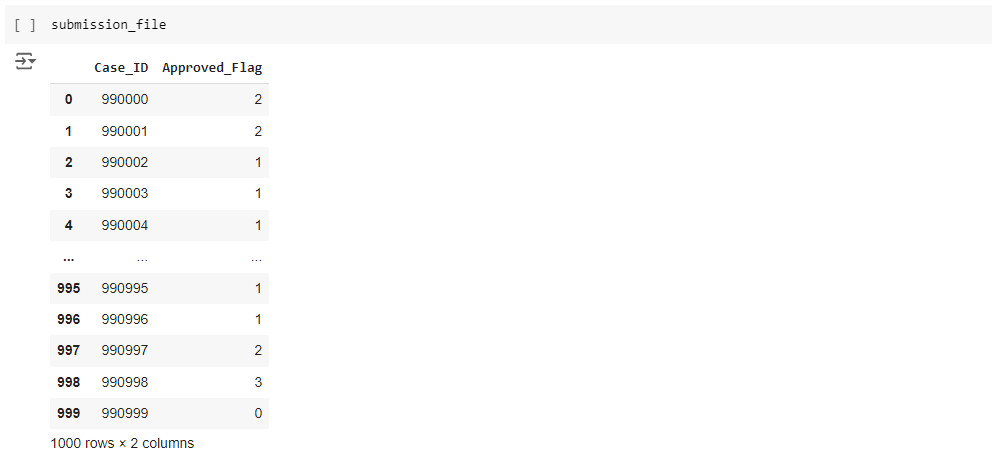 [ ] submission_file
Case_ID Approved_Flag
0 990000 2
1 990001 2
2 990002 1
3 990003 1
4 990004 1
... ... ...
995 990995 1
996 990996 1
997 990997 2
998 990998 3
999 990999 0
1000 rows × 2 columns